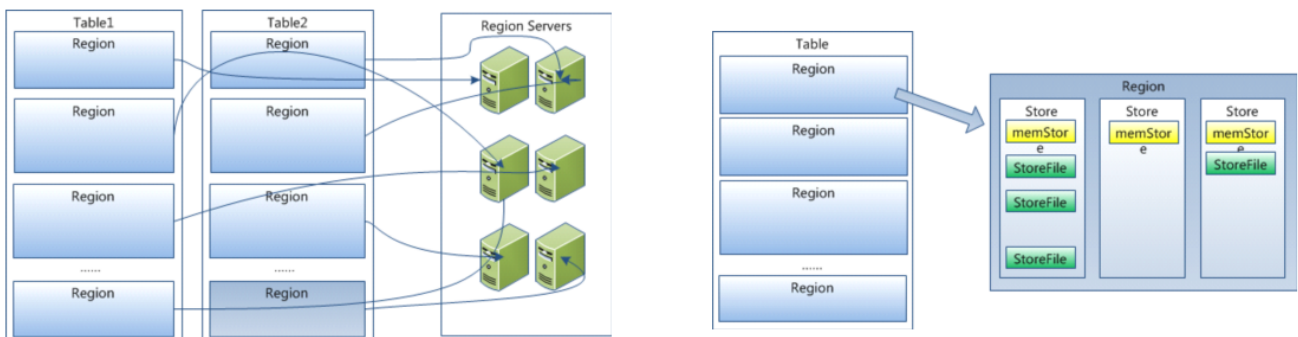 Table1
Region
Region
Region
......
Region
Table2
Region
Region
Region
......
Region
Region Servers
Table
Region
Region
Region
......
Region
Region
Store
memStor
e
StoreFile
StoreFile
StoreFile
Store
memStor
e
Store
memStor
e
StoreFile